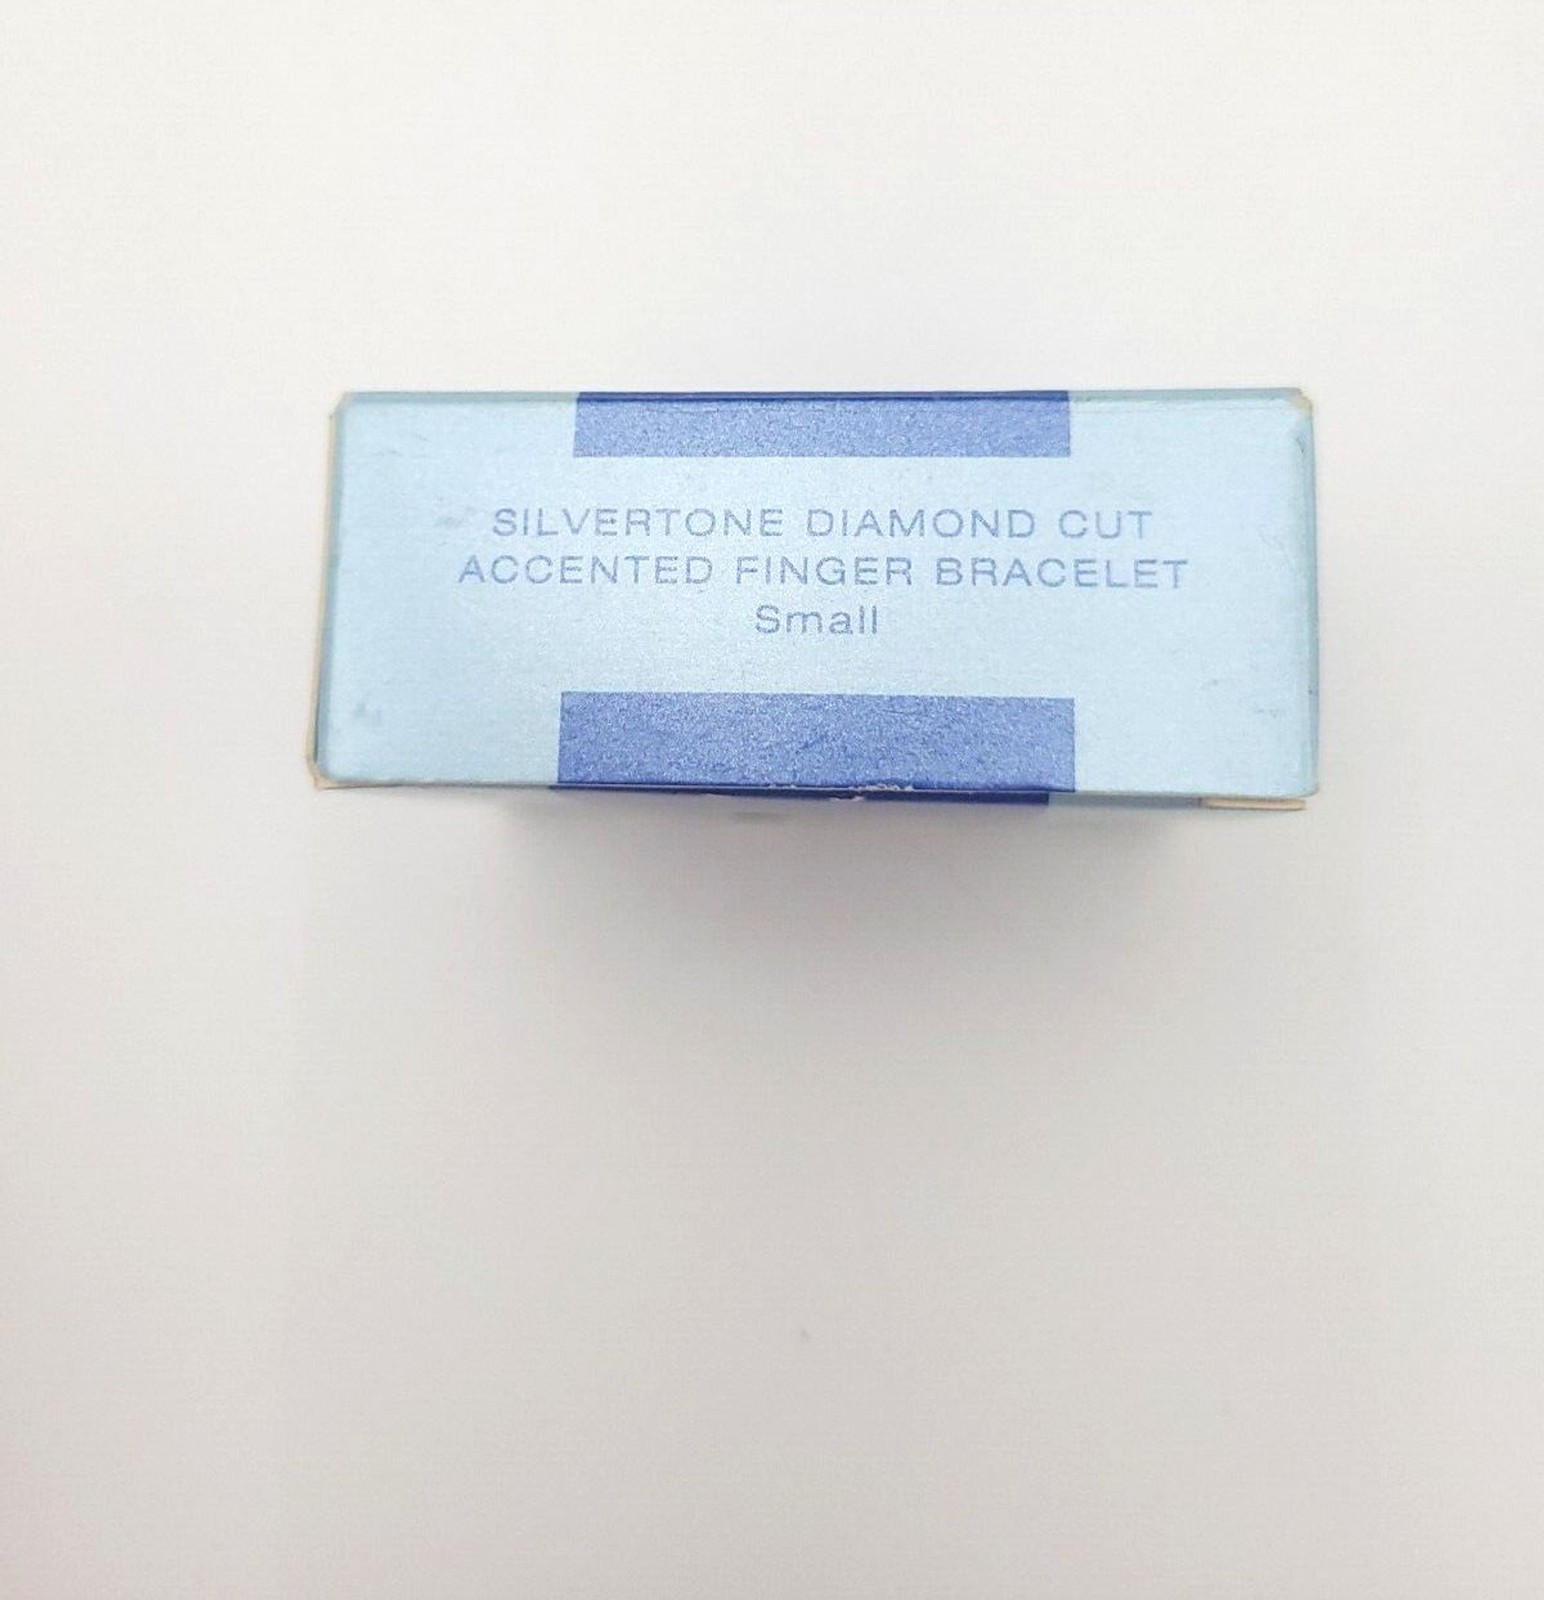 SILVERTONE DIAMOND CUT
ACCENTED FINGER BRACELET
Small